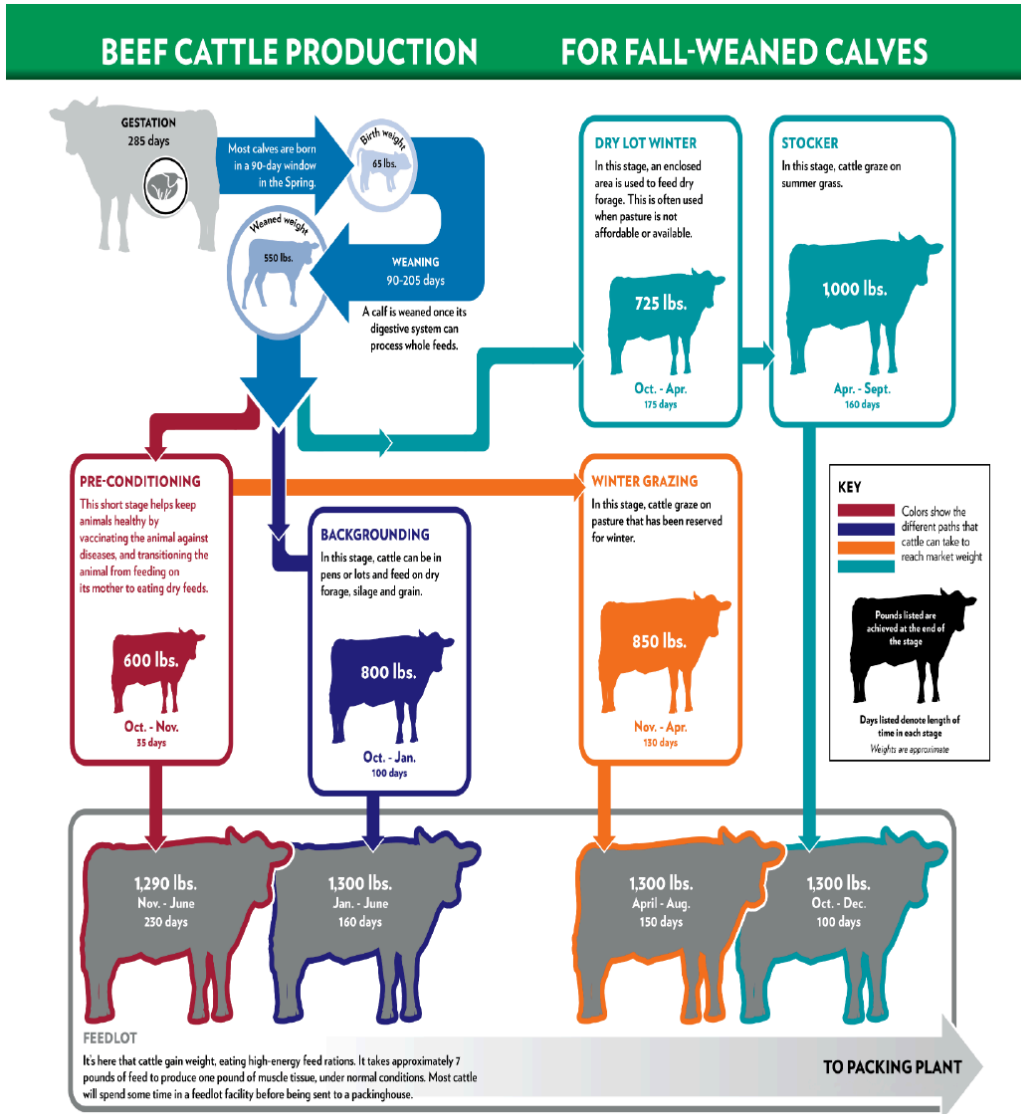 BEEF CATTLE PRODUCTION FOR FALL-WEANED CALVES
GESTATION
285 days
Most calves are born
in a 90-day window
in the Spring.
Birth weight
65 lbs.
Weaned weight
550 lbs.
WEANING
90-205 days
A calf is weaned once its
digestive system can
process whole feeds.
DRY LOT WINTER
In this stage, an enclosed
area is used to feed dry
forage. This is often used
when pasture is not
affordable or available.
725 lbs.
Oct. - Apr.
175 days
STOCKER
In this stage, cattle graze on
summer grass.
1,000 lbs.
Apr. - Sept.
160 days
PRE-CONDITIONING
This short stage helps keep
animals healthy by
vaccinating the animal against
diseases, and transitioning the
animal from feeding on
its mother to eating dry feeds.
600 lbs.
Oct. - Nov.
35 days
BACKGROUNDING
In this stage, cattle can be in
pens or lots and feed on dry
forage, silage and grain.
800 lbs.
Oct. - Jan.
100 days
WINTER GRAZING
In this stage, cattle graze on
pasture that has been reserved
for winter.
850 lbs.
Nov. - Apr.
130 days
KEY
Colors show the
different paths that
cattle can take to
reach market weight
Pounds listed are
achieved at the end of
the stage
Days listed denote length of
time in each stage
Weights are approximate
1,290 lbs.
Nov. - June
230 days
1,300 lbs.
Jan. - June
160 days
1,300 lbs.
April - Aug.
150 days
1,300 lbs.
Oct. - Dec.
100 days
FEEDLOT
It's here that cattle gain weight, eating high-energy feed rations. It takes approximately 7
pounds of feed to produce one pound of muscle tissue, under normal conditions. Most cattle
will spend some time in a feedlot facility before being sent to a packinghouse.
TO PACKING PLANT